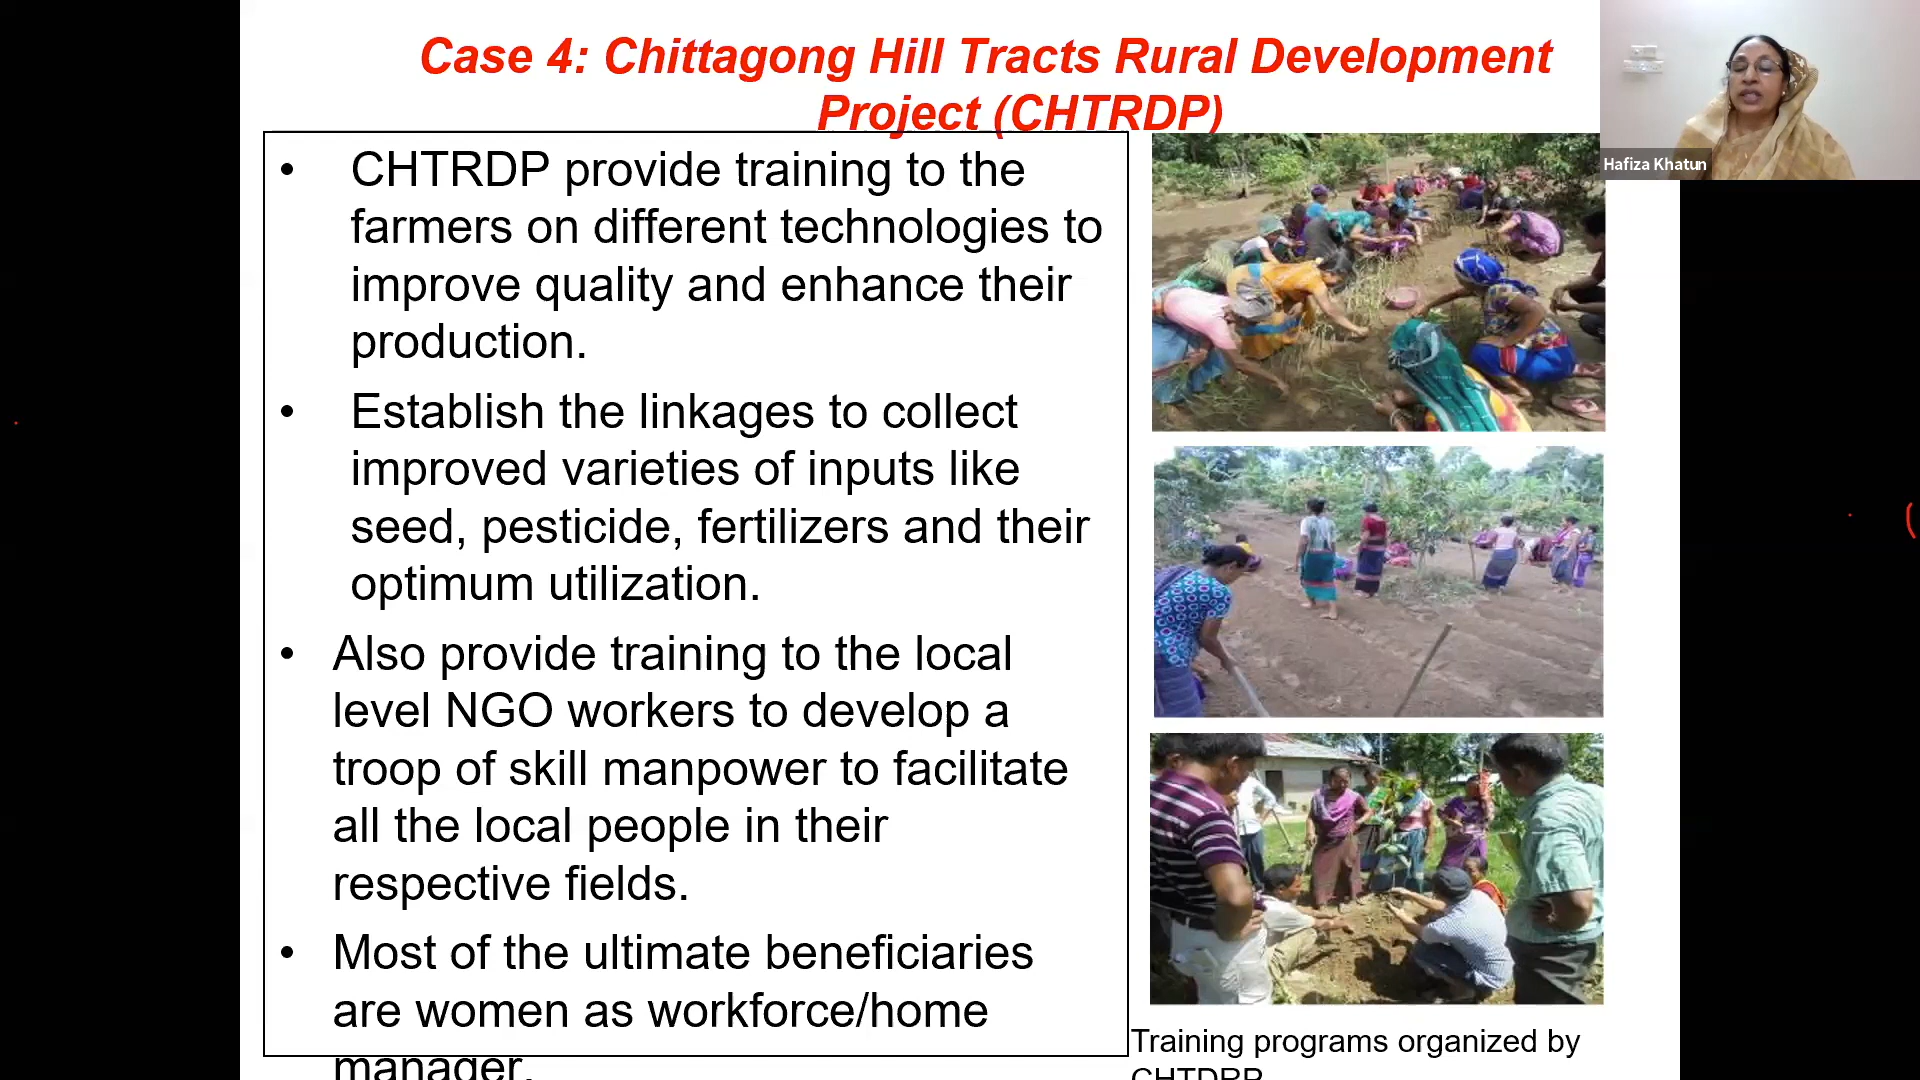 Case 4: Chittagong Hill Tracts Rural Development
Project (CHTRDP)
• CHTRDP provide training to the
farmers on different technologies to
improve quality and enhance their
production.
• Establish the linkages to collect
improved varieties of inputs like
seed, pesticide, fertilizers and their
optimum utilization.
• Also provide training to the local
level NGO workers to develop a
troop of skill manpower to facilitate
all the local people in their
respective fields.
• Most of the ultimate beneficiaries
are women as workforce/home
manager.
Hafiza Khatun
Training programs organized by